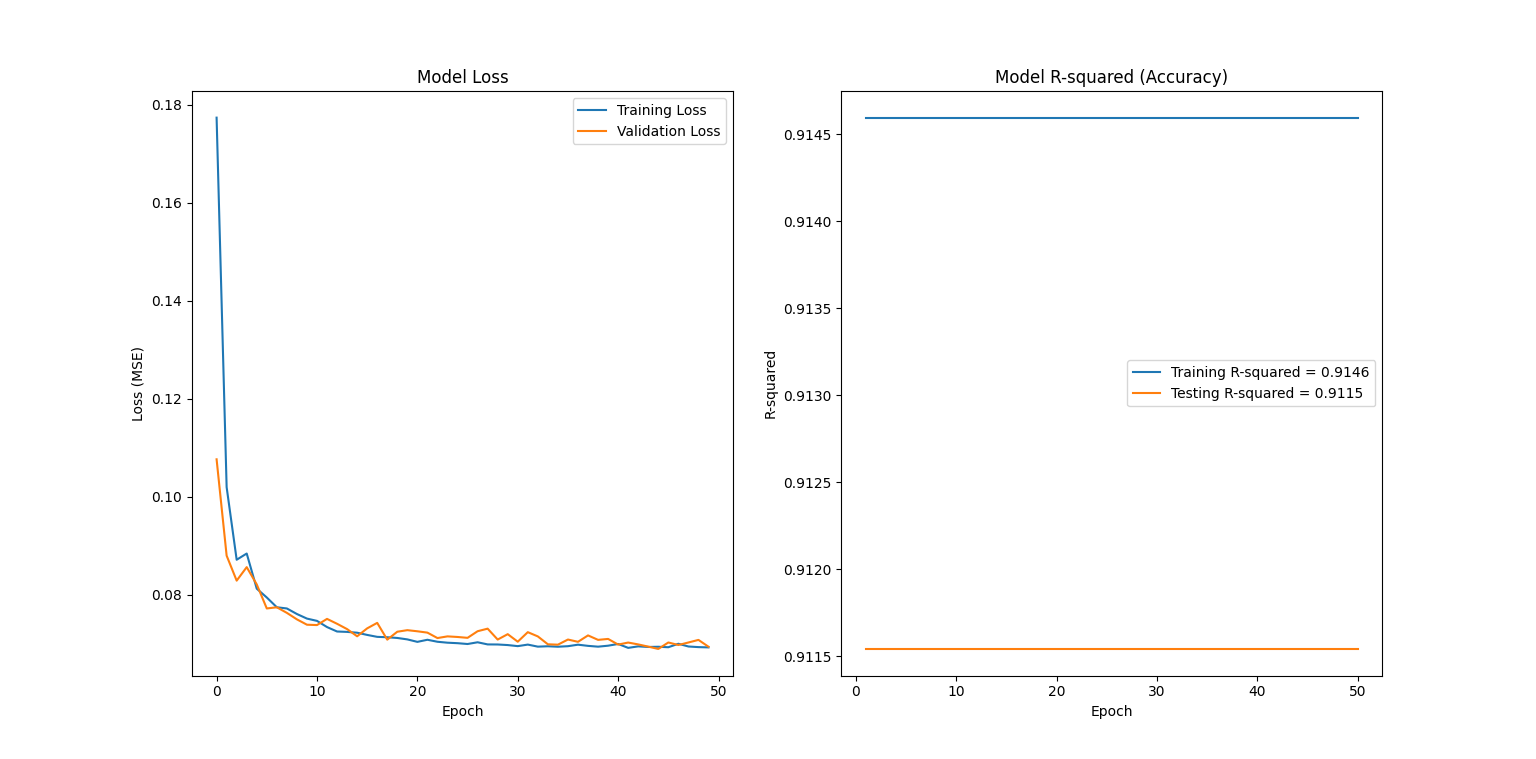 Model Loss
Training Loss
Validation Loss
0.18
0.16
0.14
0.12
0.10
0.08
Loss (MSE)
0
10
20
30
40
50
Epoch
Model R-squared (Accuracy)
Training R-squared = 0.9146
Testing R-squared = 0.9115
0.9145
0.9140
0.9135
0.9130
0.9125
0.9120
0.9115
R-squared
0
10
20
30
40
50
Epoch